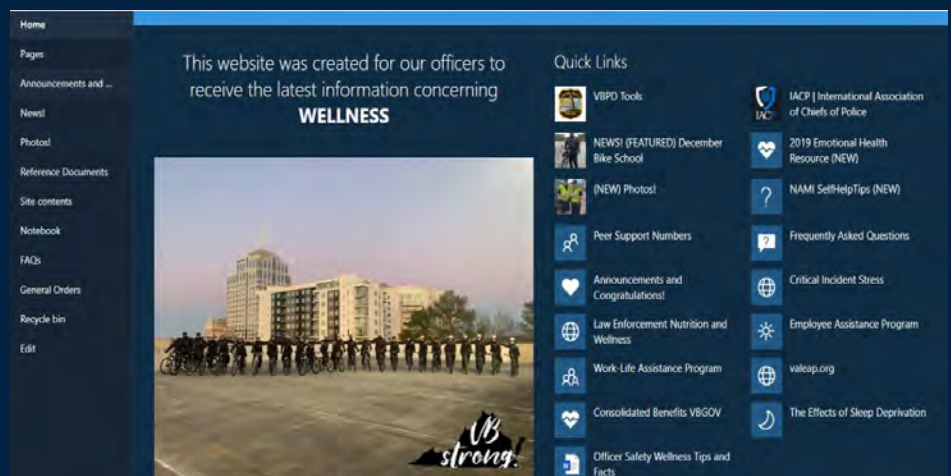 Home
Pages
Announcements and ...
News!
Photos!
Reference Documents
Site contents
Notebook
FAQs
General Orders
Recycle bin
Edit
This website was created for our officers to
receive the latest information concerning
WELLNESS
VB
strong!
Quick Links
VBPD Tools
NEWS! (FEATURED) December
Bike School
(NEW) Photos!
Peer Support Numbers
Announcements and
Congratulations!
Law Enforcement Nutrition and
Wellness
Work-Life Assistance Program
Consolidated Benefits VBGOV
Officer Safety Wellness Tips and
Facts
IACP
IACP | International Association
of Chiefs of Police
2019 Emotional Health
Resource (NEW)
?
NAMI SelfHelpTips (NEW)
?
Frequently Asked Questions
Critical Incident Stress
Employee Assistance Program
valeap.org
The Effects of Sleep Deprivation